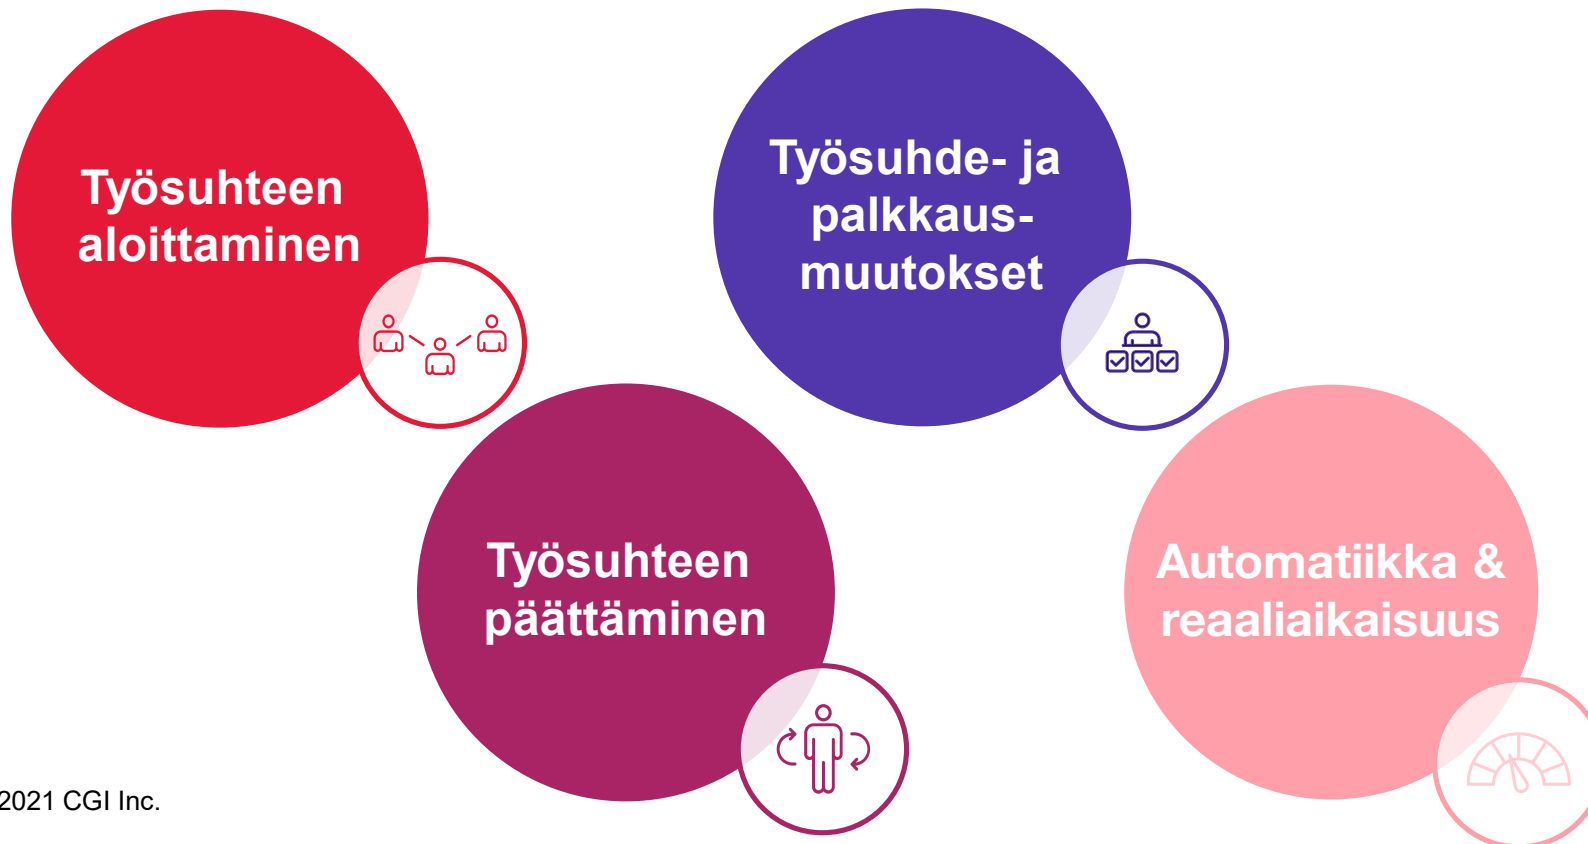 Työsuhteen
aloittaminen
Työsuhde- ja
palkkaus-
muutokset
Työsuhteen
päättäminen
Automatiikka &
reaaliaikaisuus
2021 CGI Inc.